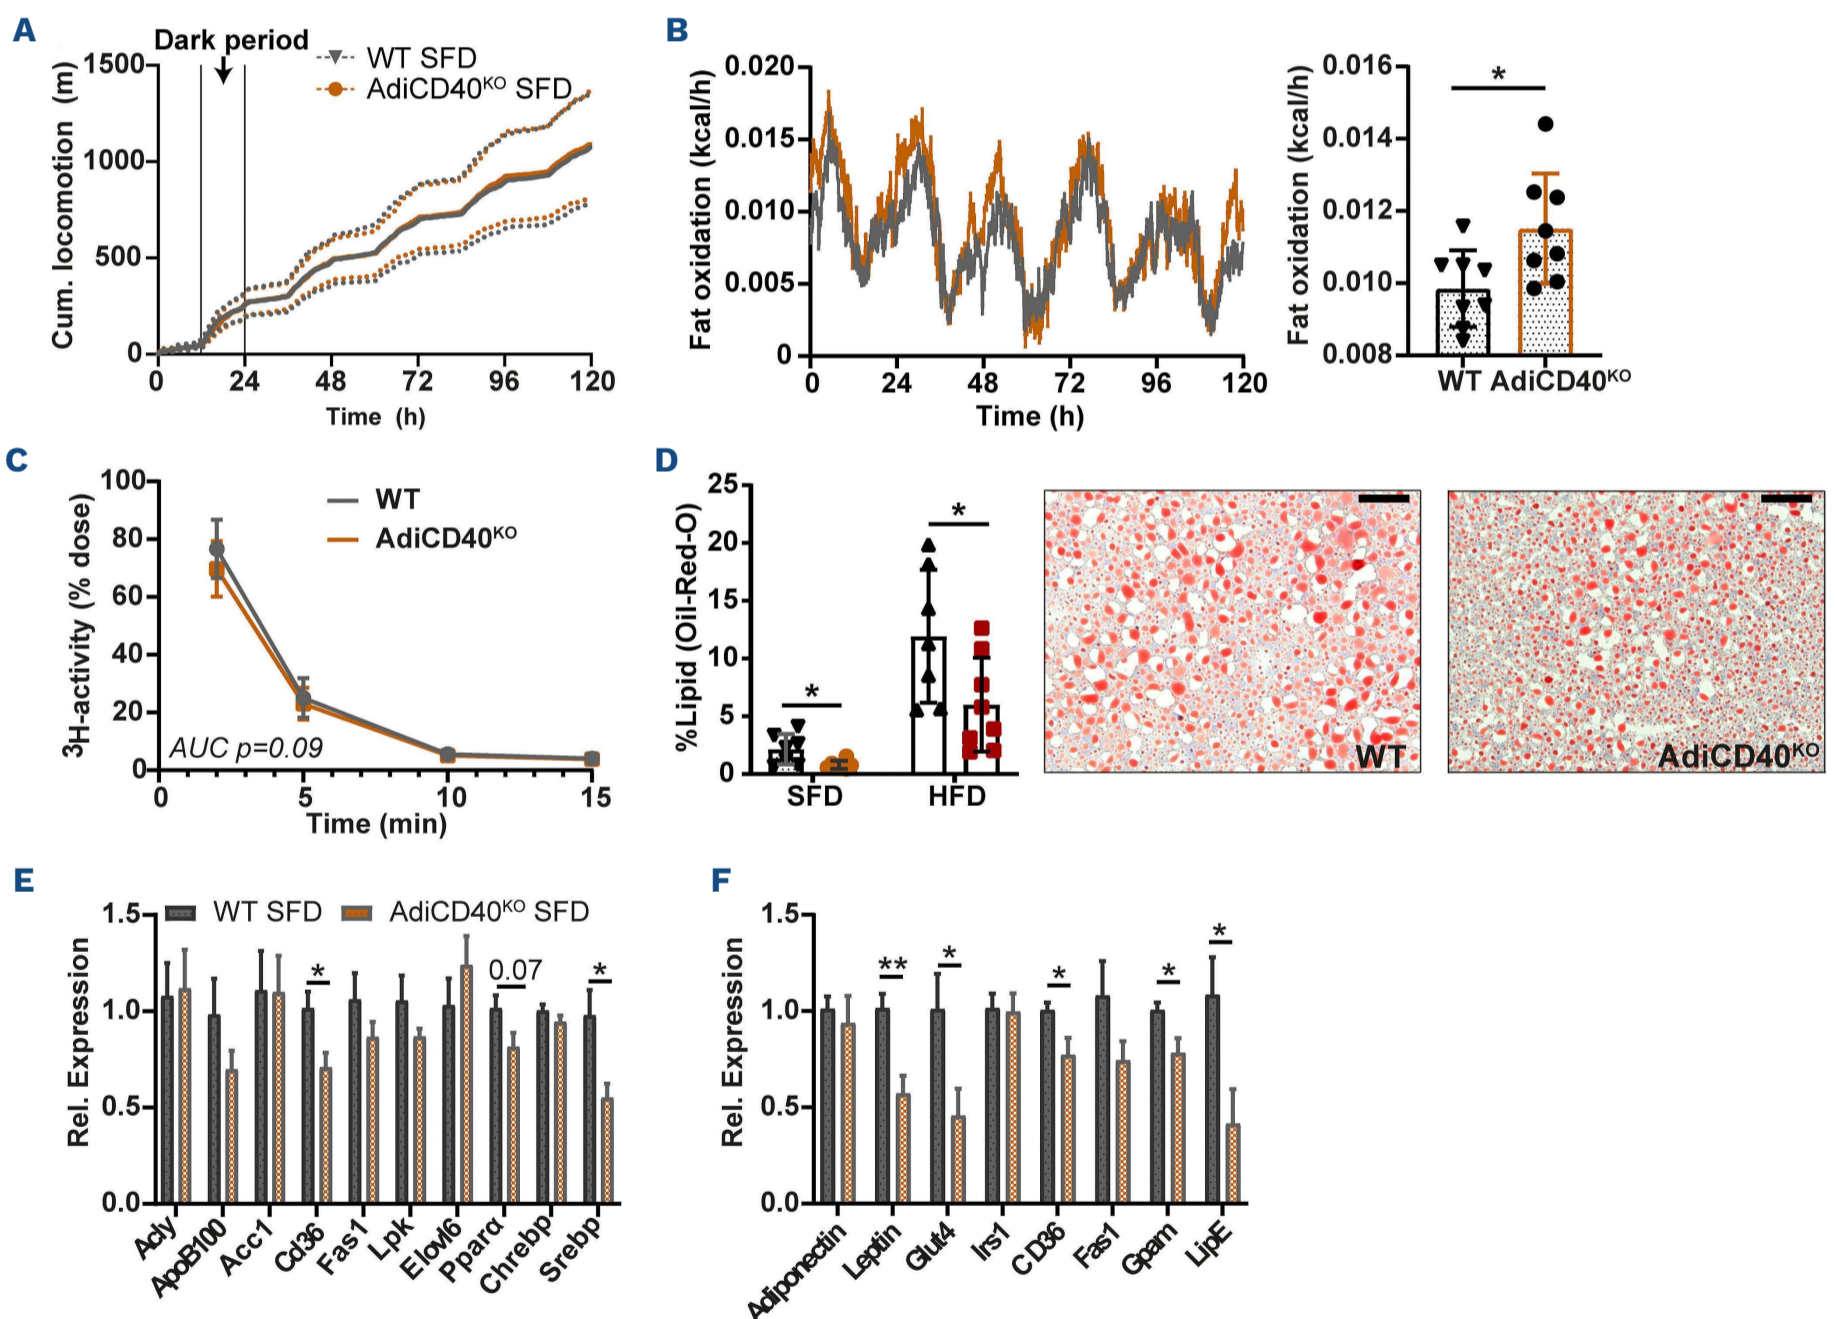 A
Dark period
WT SFD
AdiCD40KO SFD
Cum. locomotion (m)
1500
1000
500
0
0 24 48 72 96 120
Time (h)
B
Fat oxidation (kcal/h)
0.020
0.015
0.010
0.005
0
0 24 48 72 96 120
Time (h)
Fat oxidation (kcal/h)
0.016
0.014
0.012
0.010
0.008
*
WT AdiCD40KO
C
3H-activity (% dose)
100
80
60
40
20
0
WT
AdiCD40KO
AUC p=0.09
0 5 10 15
Time (min)
D
%Lipid (Oil-Red-O)
25
20
15
10
5
0
*
*
SFD HFD
WT
AdiCD40KO
E
WT SFD AdiCD40KO SFD
Rel. Expression
1.5
1.0
0.5
0.0
* 0.07 *
Acly ApoB100 Acc1 Cd36 Fas1 Lpk Elovl6 Pparα Chrebp Srebp
F
Rel. Expression
1.5
1.0
0.5
0.0
** * * * *
Adiponectin Leptin Glut4 Irs1 CD36 Fas1 Gpam LipE